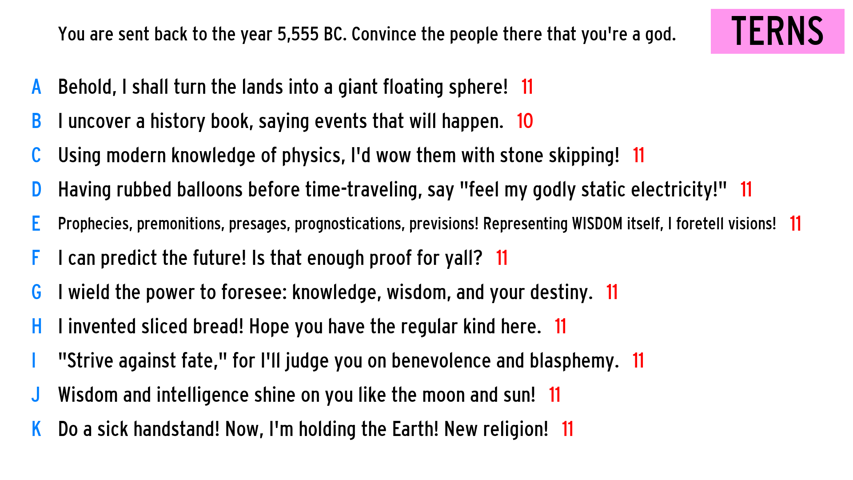 You are sent back to the year 5,555 BC. Convince the people there that you're a god.
TERNS
A Behold, I shall turn the lands into a giant floating sphere! 11
B I uncover a history book, saying events that will happen. 10
C Using modern knowledge of physics, I'd wow them with stone skipping! 11
D Having rubbed balloons before time-traveling, say "feel my godly static electricity!" 11
E Prophecies, premonitions, presages, prognostications, previsions! Representing WISDOM itself, I foretell visions! 11
F I can predict the future! Is that enough proof for yall? 11
G I wield the power to foresee: knowledge, wisdom, and your destiny. 11
H I invented sliced bread! Hope you have the regular kind here. 11
I "Strive against fate," for I'll judge you on benevolence and blasphemy. 11
J Wisdom and intelligence shine on you like the moon and sun! 11
K Do a sick handstand! Now, I'm holding the Earth! New religion! 11